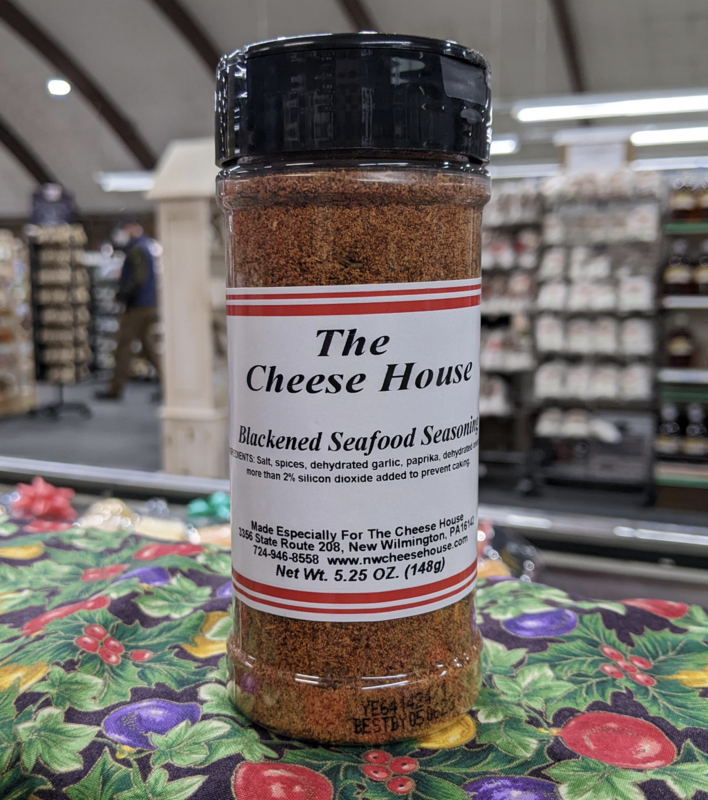 The
Cheese House
Blackened Seafood Seasoning
Salt, spices, dehydrated garlic, paprika, dehydrated
more than 2% silicon dioxide added to prevent caking.
Made Especially For The Cheese House
3356 State Route 208, New Wilmington, PA16142
724-946-8558 www.nwcheesehouse.com
Net Wt. 5.25 OZ. (148g)
BESTBY